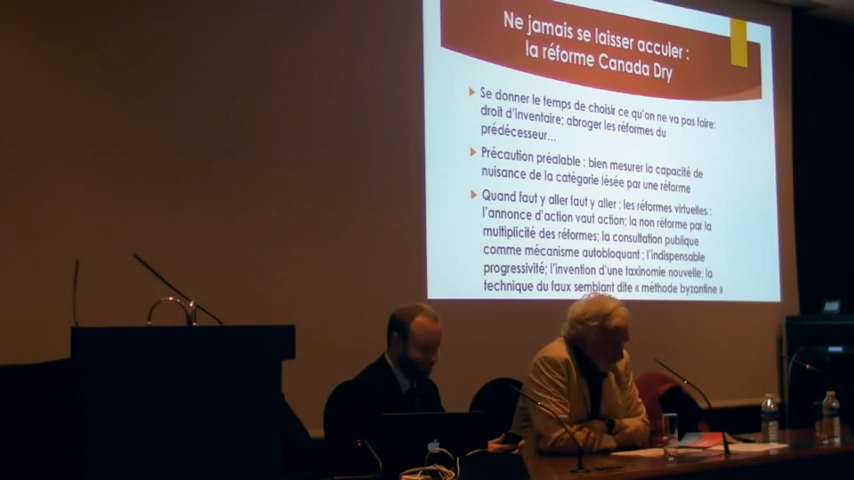 Ne jamais se laisser acculer :
la réforme Canada Dry
Se donner le temps de choisir ce qu'on ne va pas faire:
droit d'inventaire; abroger les réformes du
prédécesseur...
Précaution préalable : bien mesurer la capacité de
nuisance de la catégorie lésée par une réforme
Quand faut y aller faut y aller : les réformes virtuelles :
l'annonce d'action vaut action; la non réforme par la
multiplicité des réformes; la consultation publique
comme mécanisme autobloquant ; l'indispensable
progressivité; l'invention d'une taxinomie nouvelle; la
technique du faux semblant dite « méthode byzantine »